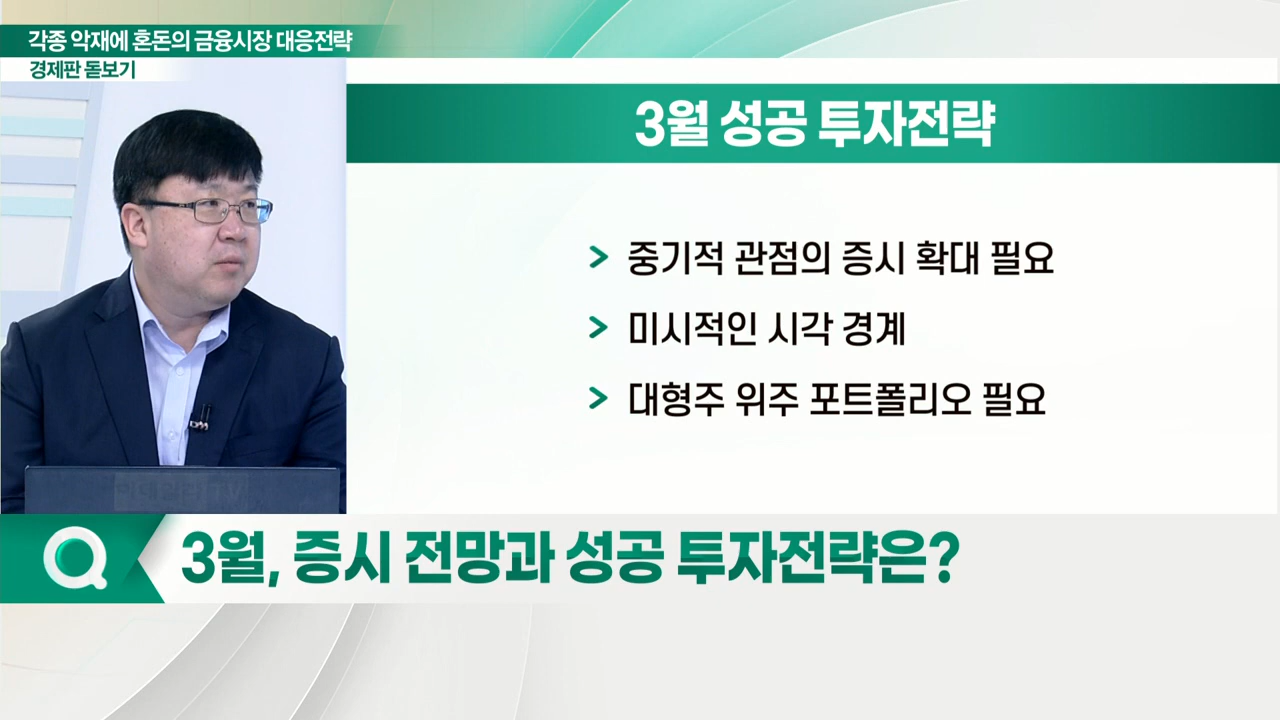 각종 악재에 혼돈의 금융시장 대응전략
경제판 돋보기
3월 성공 투자전략
> 중기적 관점의 증시 확대 필요
> 미시적인 시각 경계
> 대형주 위주 포트폴리오 필요
Q 3월, 증시 전망과 성공 투자전략은?